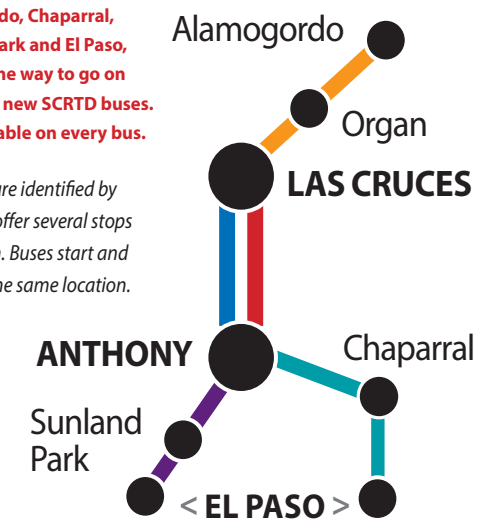 do, Chaparral,
ark and El Paso,
he way to go on
new SCRTD buses.
able on every bus.
re identified by
offer several stops
. Buses start and
he same location.
Alamogordo
Organ
LAS CRUCES
ANTHONY
Chaparral
Sunland
Park
< EL PASO >